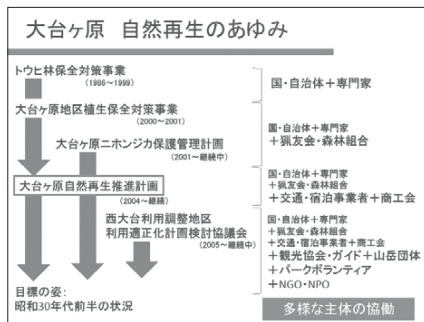 大台ヶ原　自然再生のあゆみ
トウヒ林保全対策事業
(1986～1999)
国・自治体＋専門家
大台ヶ原地区植生保全対策事業
(2000～2001)
大台ヶ原ニホンジカ保護管理計画
(2001～継続中)
国・自治体＋専門家
＋猟友会・森林組合
大台ヶ原自然再生推進計画
(2004～継続)
国・自治体＋専門家
＋猟友会・森林組合
＋交通・宿泊事業者＋商工会
西大台利用調整地区
利用適正化計画検討協議会
(2005～継続中)
国・自治体＋専門家
＋猟友会・森林組合
＋交通・宿泊事業者＋商工会
＋観光協会・ガイド＋山岳団体
＋パークボランティア
＋NGO・NPO
目標の姿：
昭和30年代前半の状況
多様な主体の協働